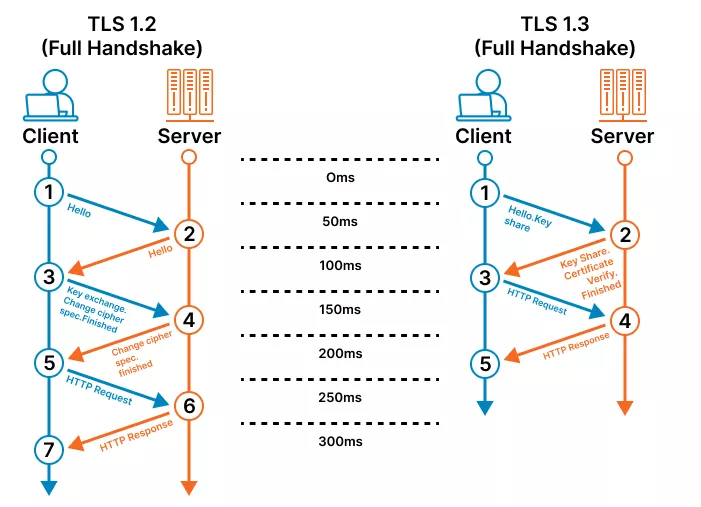 TLS 1.2
(Full Handshake)
Client
Server
1
Hello
2
Hello
3
Key exchange.
Change cipher
spec.Finished
4
Change cipher
spec.
finished
5
HTTP Request
6
HTTP Response
7
0ms
50ms
100ms
150ms
200ms
250ms
300ms
TLS 1.3
(Full Handshake)
Client
Server
1
Hello.Key
share
2
Key Share.
Certificate
Verify.
Finished
3
HTTP Request
4
HTTP Response
5